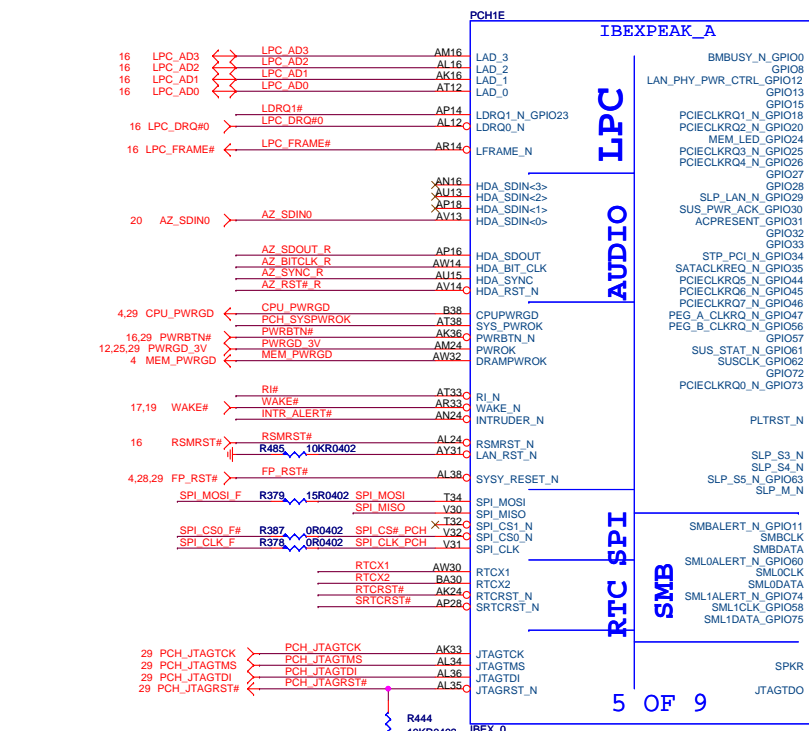 PCH1E
IBEXPEAK_A
16 LPC_AD3 LPC_AD3 AM16 LAD_3 BMBUSY_N_GPIO0
16 LPC_AD2 LPC_AD2 AL16 LAD_2 GPIO8
16 LPC_AD1 LPC_AD1 AK16 LAD_1 LAN_PHY_PWR_CTRL_GPIO12
16 LPC_AD0 LPC_AD0 AT12 LAD_0 GPIO13
GPIO15
LDRQ1# AP14 LDRQ1_N_GPIO23 PCIECLKRQ1_N_GPIO18
16 LPC_DRQ#0 LPC_DRQ#0 AL12 LDRQ0_N PCIECLKRQ2_N_GPIO20
LPC
MEM_LED_GPIO24
16 LPC_FRAME# LPC_FRAME# AR14 LFRAME_N PCIECLKRQ3_N_GPIO25
PCIECLKRQ4_N_GPIO26
GPIO27
AN16 HDA_SDIN<3> GPIO28
AU13 HDA_SDIN<2> SLP_LAN_N_GPIO29
AP18 HDA_SDIN<1> SUS_PWR_ACK_GPIO30
20 AZ_SDIN0 AZ_SDIN0 AV13 HDA_SDIN<0> ACPRESENT_GPIO31
GPIO32
GPIO33
AUDIO
AZ_SDOUT_R AP16 HDA_SDOUT STP_PCI_N_GPIO34
AZ_BITCLK_R AW14 HDA_BIT_CLK SATACLKREQ_N_GPIO35
AZ_SYNC_R AU15 HDA_SYNC PCIECLKRQ5_N_GPIO44
AZ_RST#_R AV14 HDA_RST_N PCIECLKRQ6_N_GPIO45
PCIECLKRQ7_N_GPIO46
4,29 CPU_PWRGD CPU_PWRGD B38 CPUPWRGD PEG_A_CLKRQ_N_GPIO47
PCH_SYSPWROK AT38 SYS_PWROK PEG_B_CLKRQ_N_GPIO56
16,29 PWRBTN# PWRBTN# AK36 PWRBTN_N GPIO57
12,25,29 PWRGD_3V PWRGD_3V AM24 PWROK SUS_STAT_N_GPIO61
4 MEM_PWRGD MEM_PWRGD AW32 DRAMPWROK SUSCLK_GPIO62
GPIO72
PCIECLKRQ0_N_GPIO73
RI# AT33 RI_N
17,19 WAKE# WAKE# AR33 WAKE_N
INTR_ALERT# AN24 INTRUDER_N PLTRST_N
16 RSMRST# RSMRST# AL24 RSMRST_N
R485 10KR0402 AY31 LAN_RST_N SLP_S3_N
SLP_S4_N
4,28,29 FP_RST# FP_RST# AL38 SYSY_RESET_N SLP_S5_N_GPIO63
SLP_M_N
SPI_MOSI_F R379 15R0402 SPI_MOSI T34 SPI_MOSI
SPI_MISO V30 SPI_MISO
T32 SPI_CS1_N SMBALERT_N_GPIO11
SPI_CS0_F# R387 0R0402 SPI_CS#_PCH V32 SPI_CS0_N SMBCLK
SPI_CLK_F R378 0R0402 SPI_CLK_PCH V31 SPI_CLK SMBDATA
SPI
SML0ALERT_N_GPIO60
RTCX1 AW30 RTCX1 SML0CLK
RTCX2 BA30 RTCX2 SML0DATA
RTCRST# AK24 RTCRST_N SML1ALERT_N_GPIO74
SRTCRST# AP28 SRTCRST_N SML1CLK_GPIO58
RTC
SMB
SML1DATA_GPIO75
29 PCH_JTAGTCK PCH_JTAGTCK AK33 JTAGTCK
29 PCH_JTAGTMS PCH_JTAGTMS AL34 JTAGTMS SPKR
29 PCH_JTAGTDI PCH_JTAGTDI AL36 JTAGTDI
29 PCH_JTAGRST# PCH_JTAGRST# AL35 JTAGRST_N JTAGTDO
5 OF 9
R444